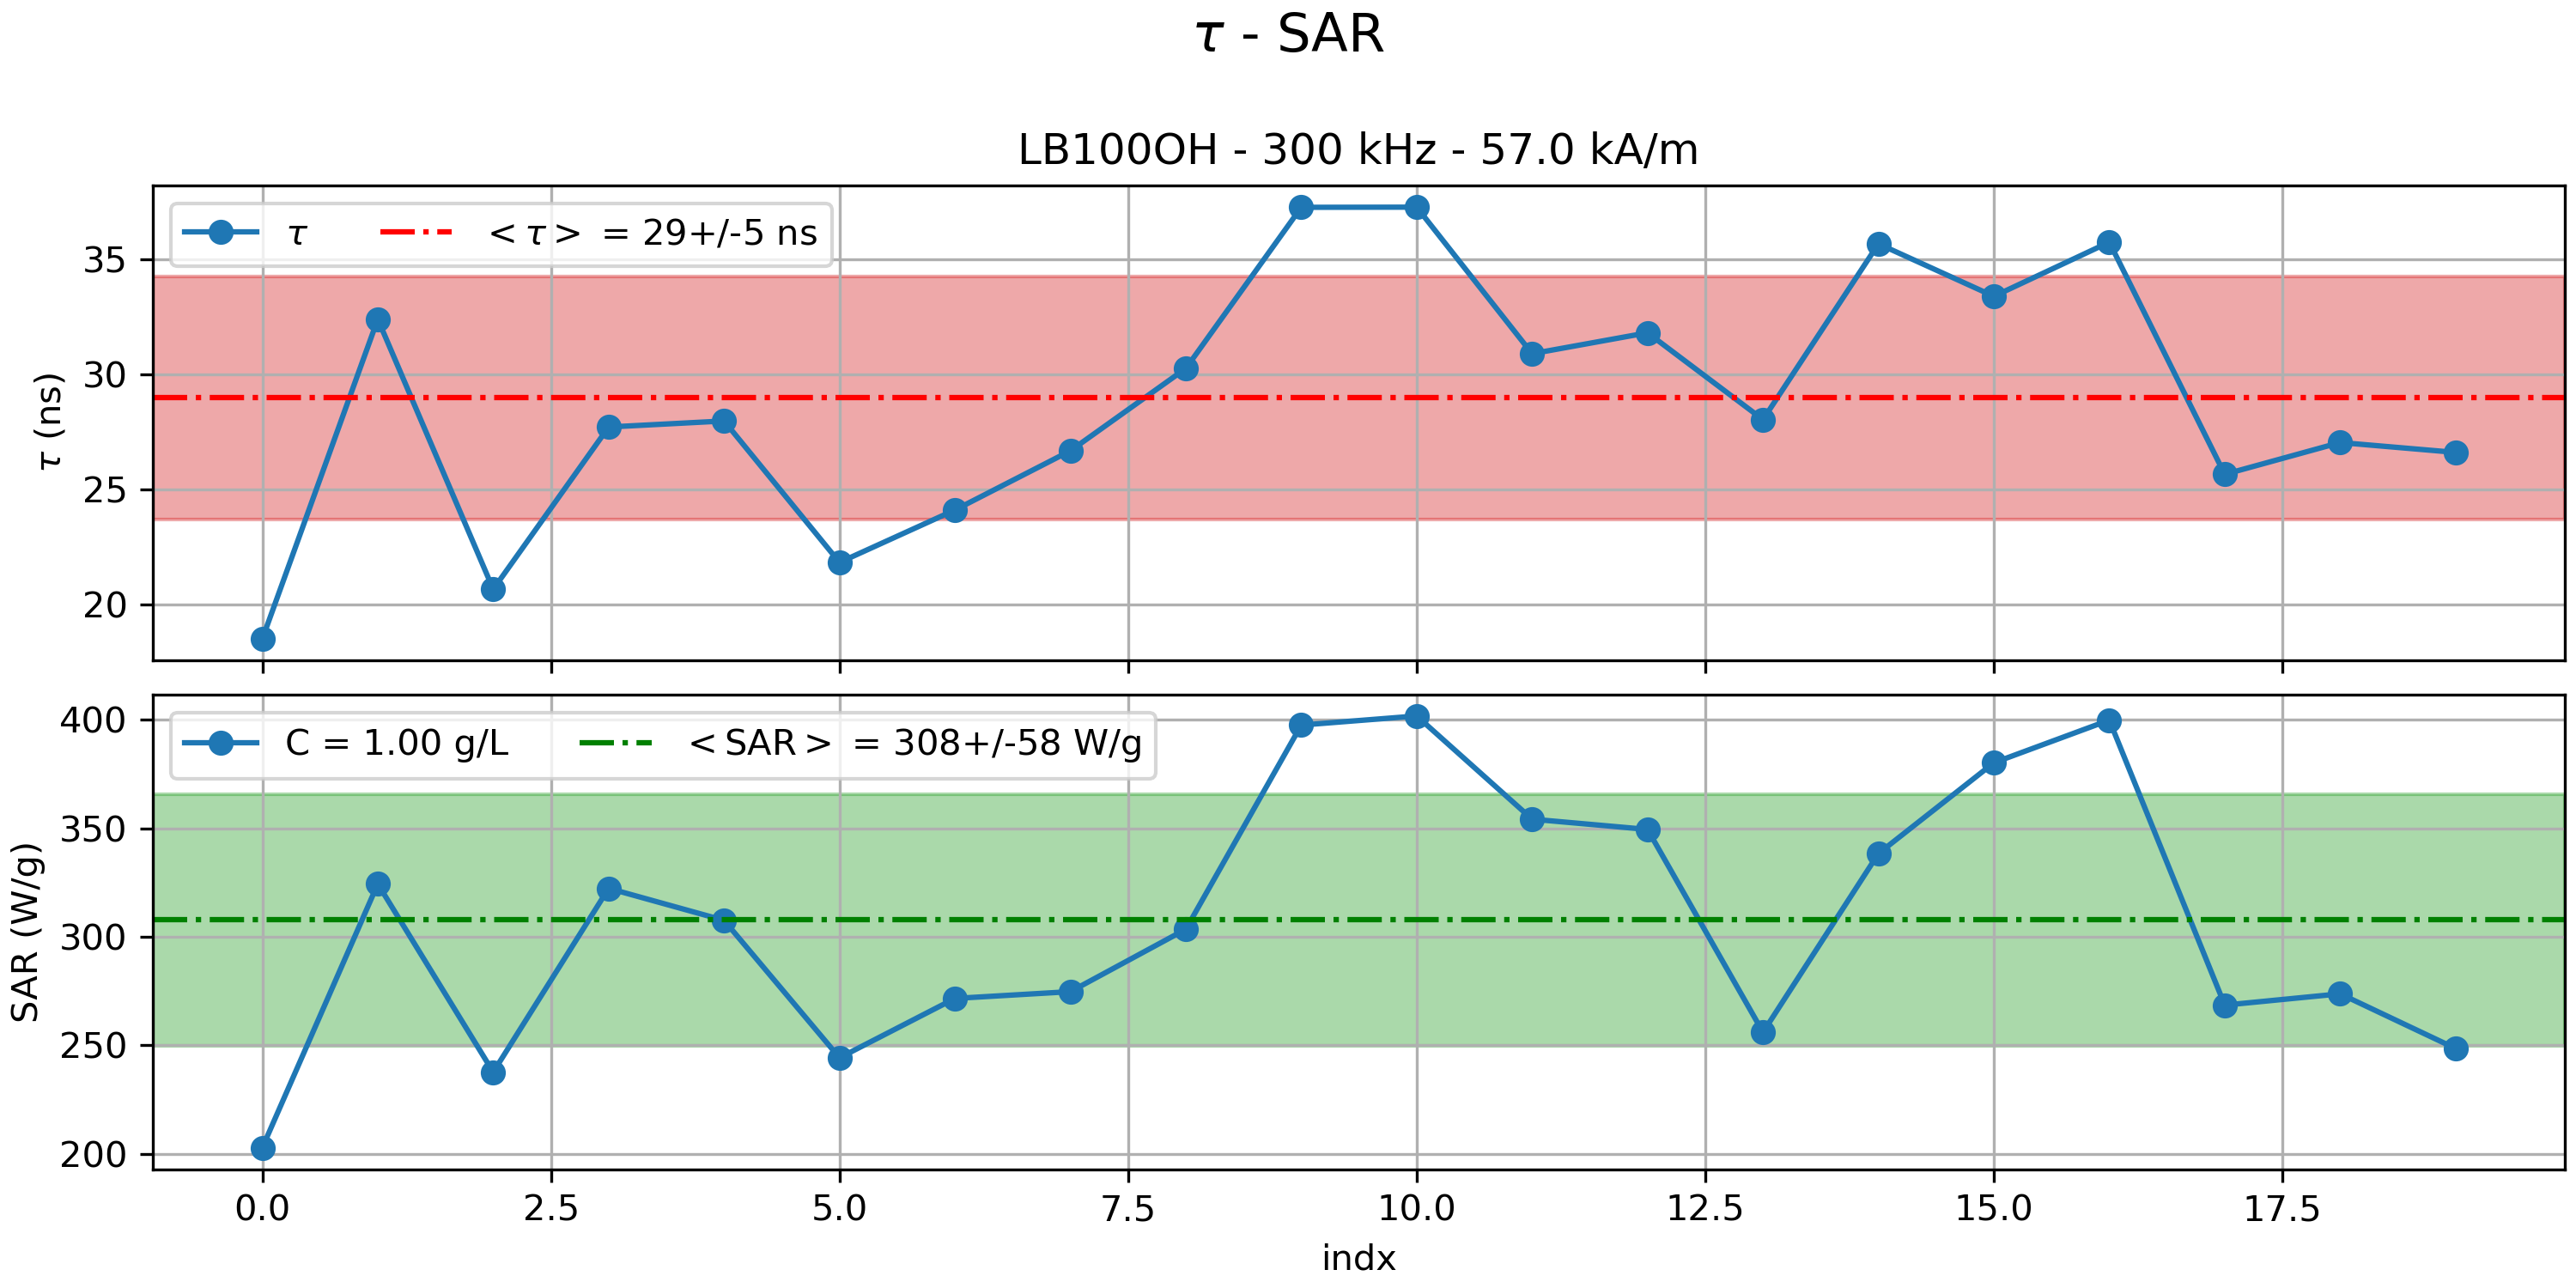 τ - SAR
LB100OH - 300 kHz - 57.0 kA/m
τ
<τ> = 29+/-5 ns
35
30
25
20
τ (ns)
C = 1.00 g/L
<SAR> = 308+/-58 W/g
400
350
300
250
200
SAR (W/g)
0.0 2.5 5.0 7.5 10.0 12.5 15.0 17.5
indx